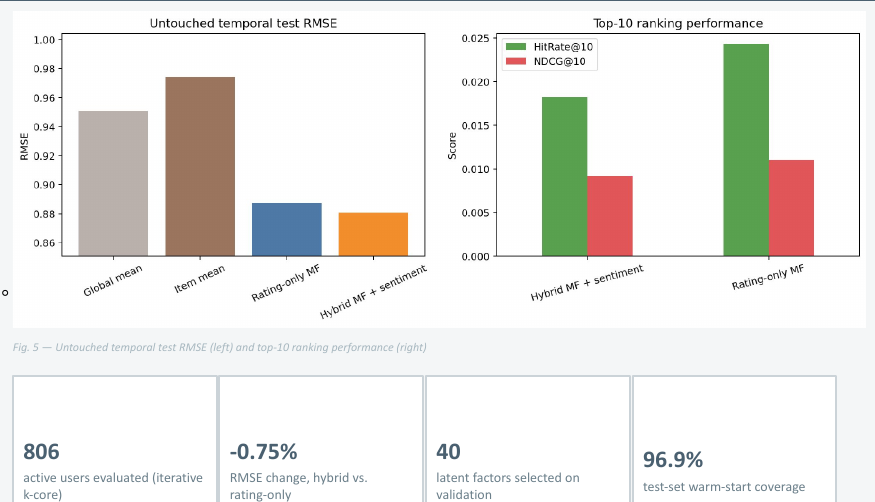 Untouched temporal test RMSE
1.00
0.98
0.96
0.94
0.92
0.90
0.88
0.86
RMSE
Global mean
Item mean
Rating-only MF
Hybrid MF + sentiment
Top-10 ranking performance
HitRate@10
NDCG@10
0.025
0.020
0.015
0.010
0.005
0.000
Score
Hybrid MF + sentiment
Rating-only MF
Fig. 5 — Untouched temporal test RMSE (left) and top-10 ranking performance (right)
806
active users evaluated (iterative
k-core)
-0.75%
RMSE change, hybrid vs.
rating-only
40
latent factors selected on
validation
96.9%
test-set warm-start coverage